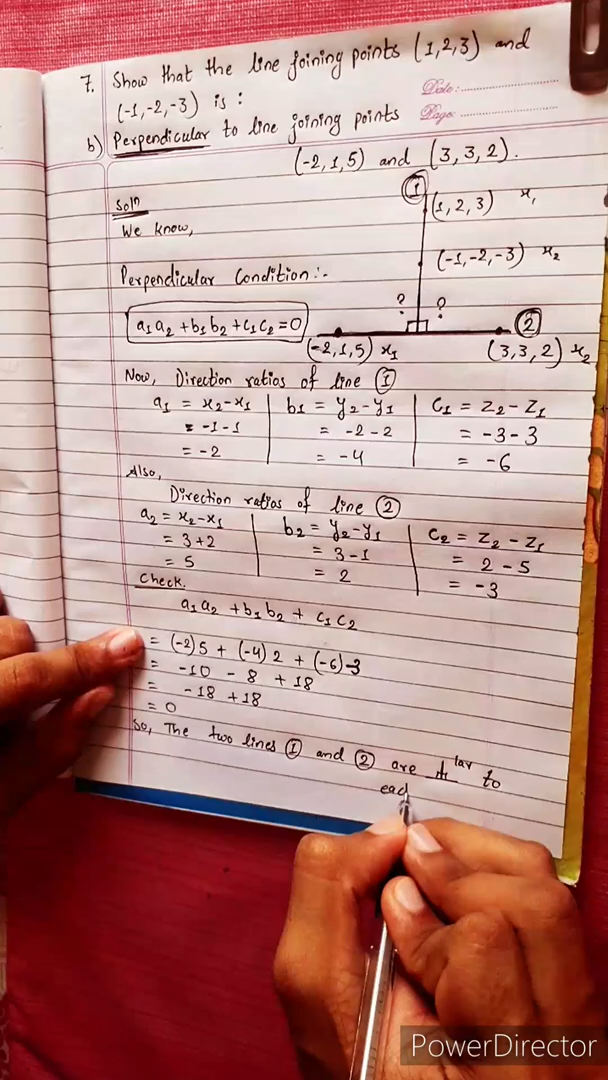 7. Show that the line joining points (1,2,3) and
(-1,-2,-3) is :
Date:
Page:
b) Perpendicular to line joining points
(-2,1,5) and (3,3,2).
Solⁿ
We know,
Perpendicular Condition:-
a₁a₂+b₁b₂+c₁c₂=0
①
(1,2,3) x₁
(-1,-2,-3) x₂
? ?
②
(-2,1,5) x₁ (3,3,2) x₂
Now, Direction ratios of line ①
a₁ = x₂-x₁ b₁ = y₂-y₁ c₁ = z₂-z₁
= -1-1 = -2-2 = -3-3
= -2 = -4 = -6
Also,
Direction ratios of line ②
a₂ = x₂-x₁ b₂ = y₂-y₁ c₂ = z₂-z₁
= 3+2 = 3-1 = 2-5
= 5 = 2 = -3
Check.
a₁a₂ + b₁b₂ + c₁c₂
= (-2)5 + (-4)2 + (-6)-3
= -10 - 8 + 18
= -18 + 18
= 0
So, The two lines ① and ② are ⊥lar to
eac
PowerDirector